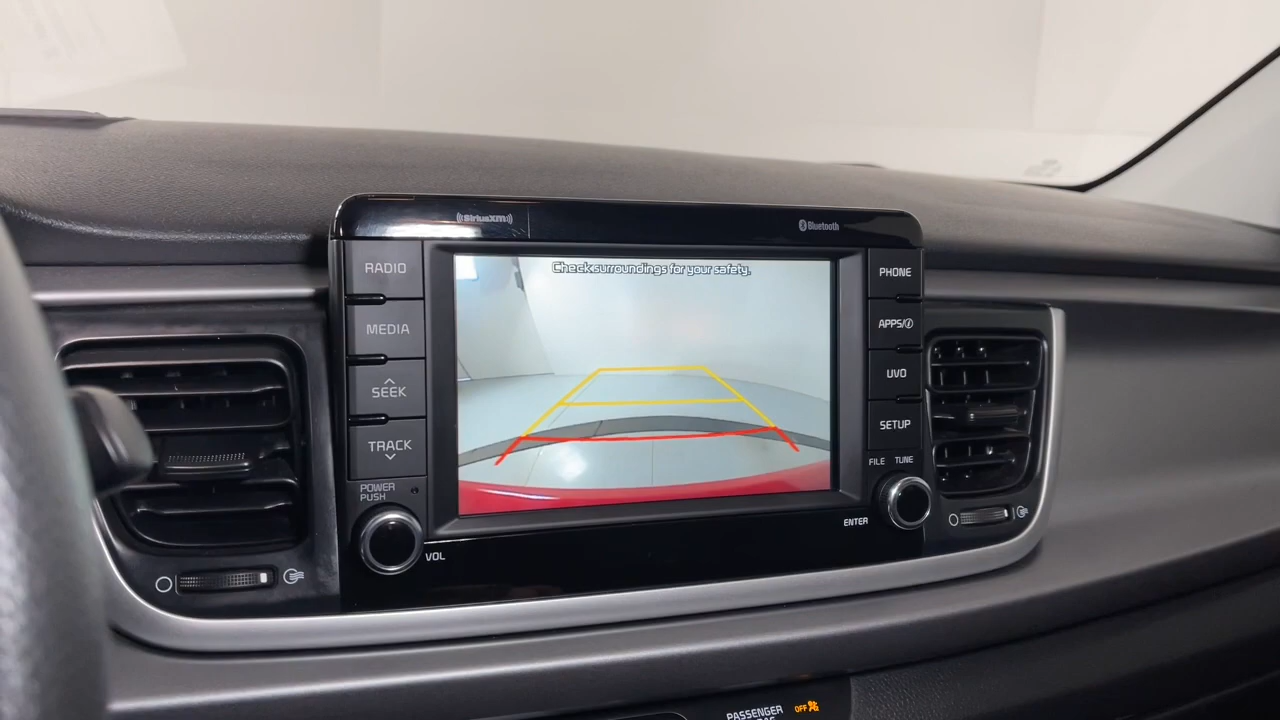 SiriusXM
Bluetooth
RADIO
MEDIA
SEEK
TRACK
POWER
PUSH
VOL
Check surroundings for your safety.
PHONE
APPS/
UVO
SETUP
FILE TUNE
ENTER
PASSENGER
OFF